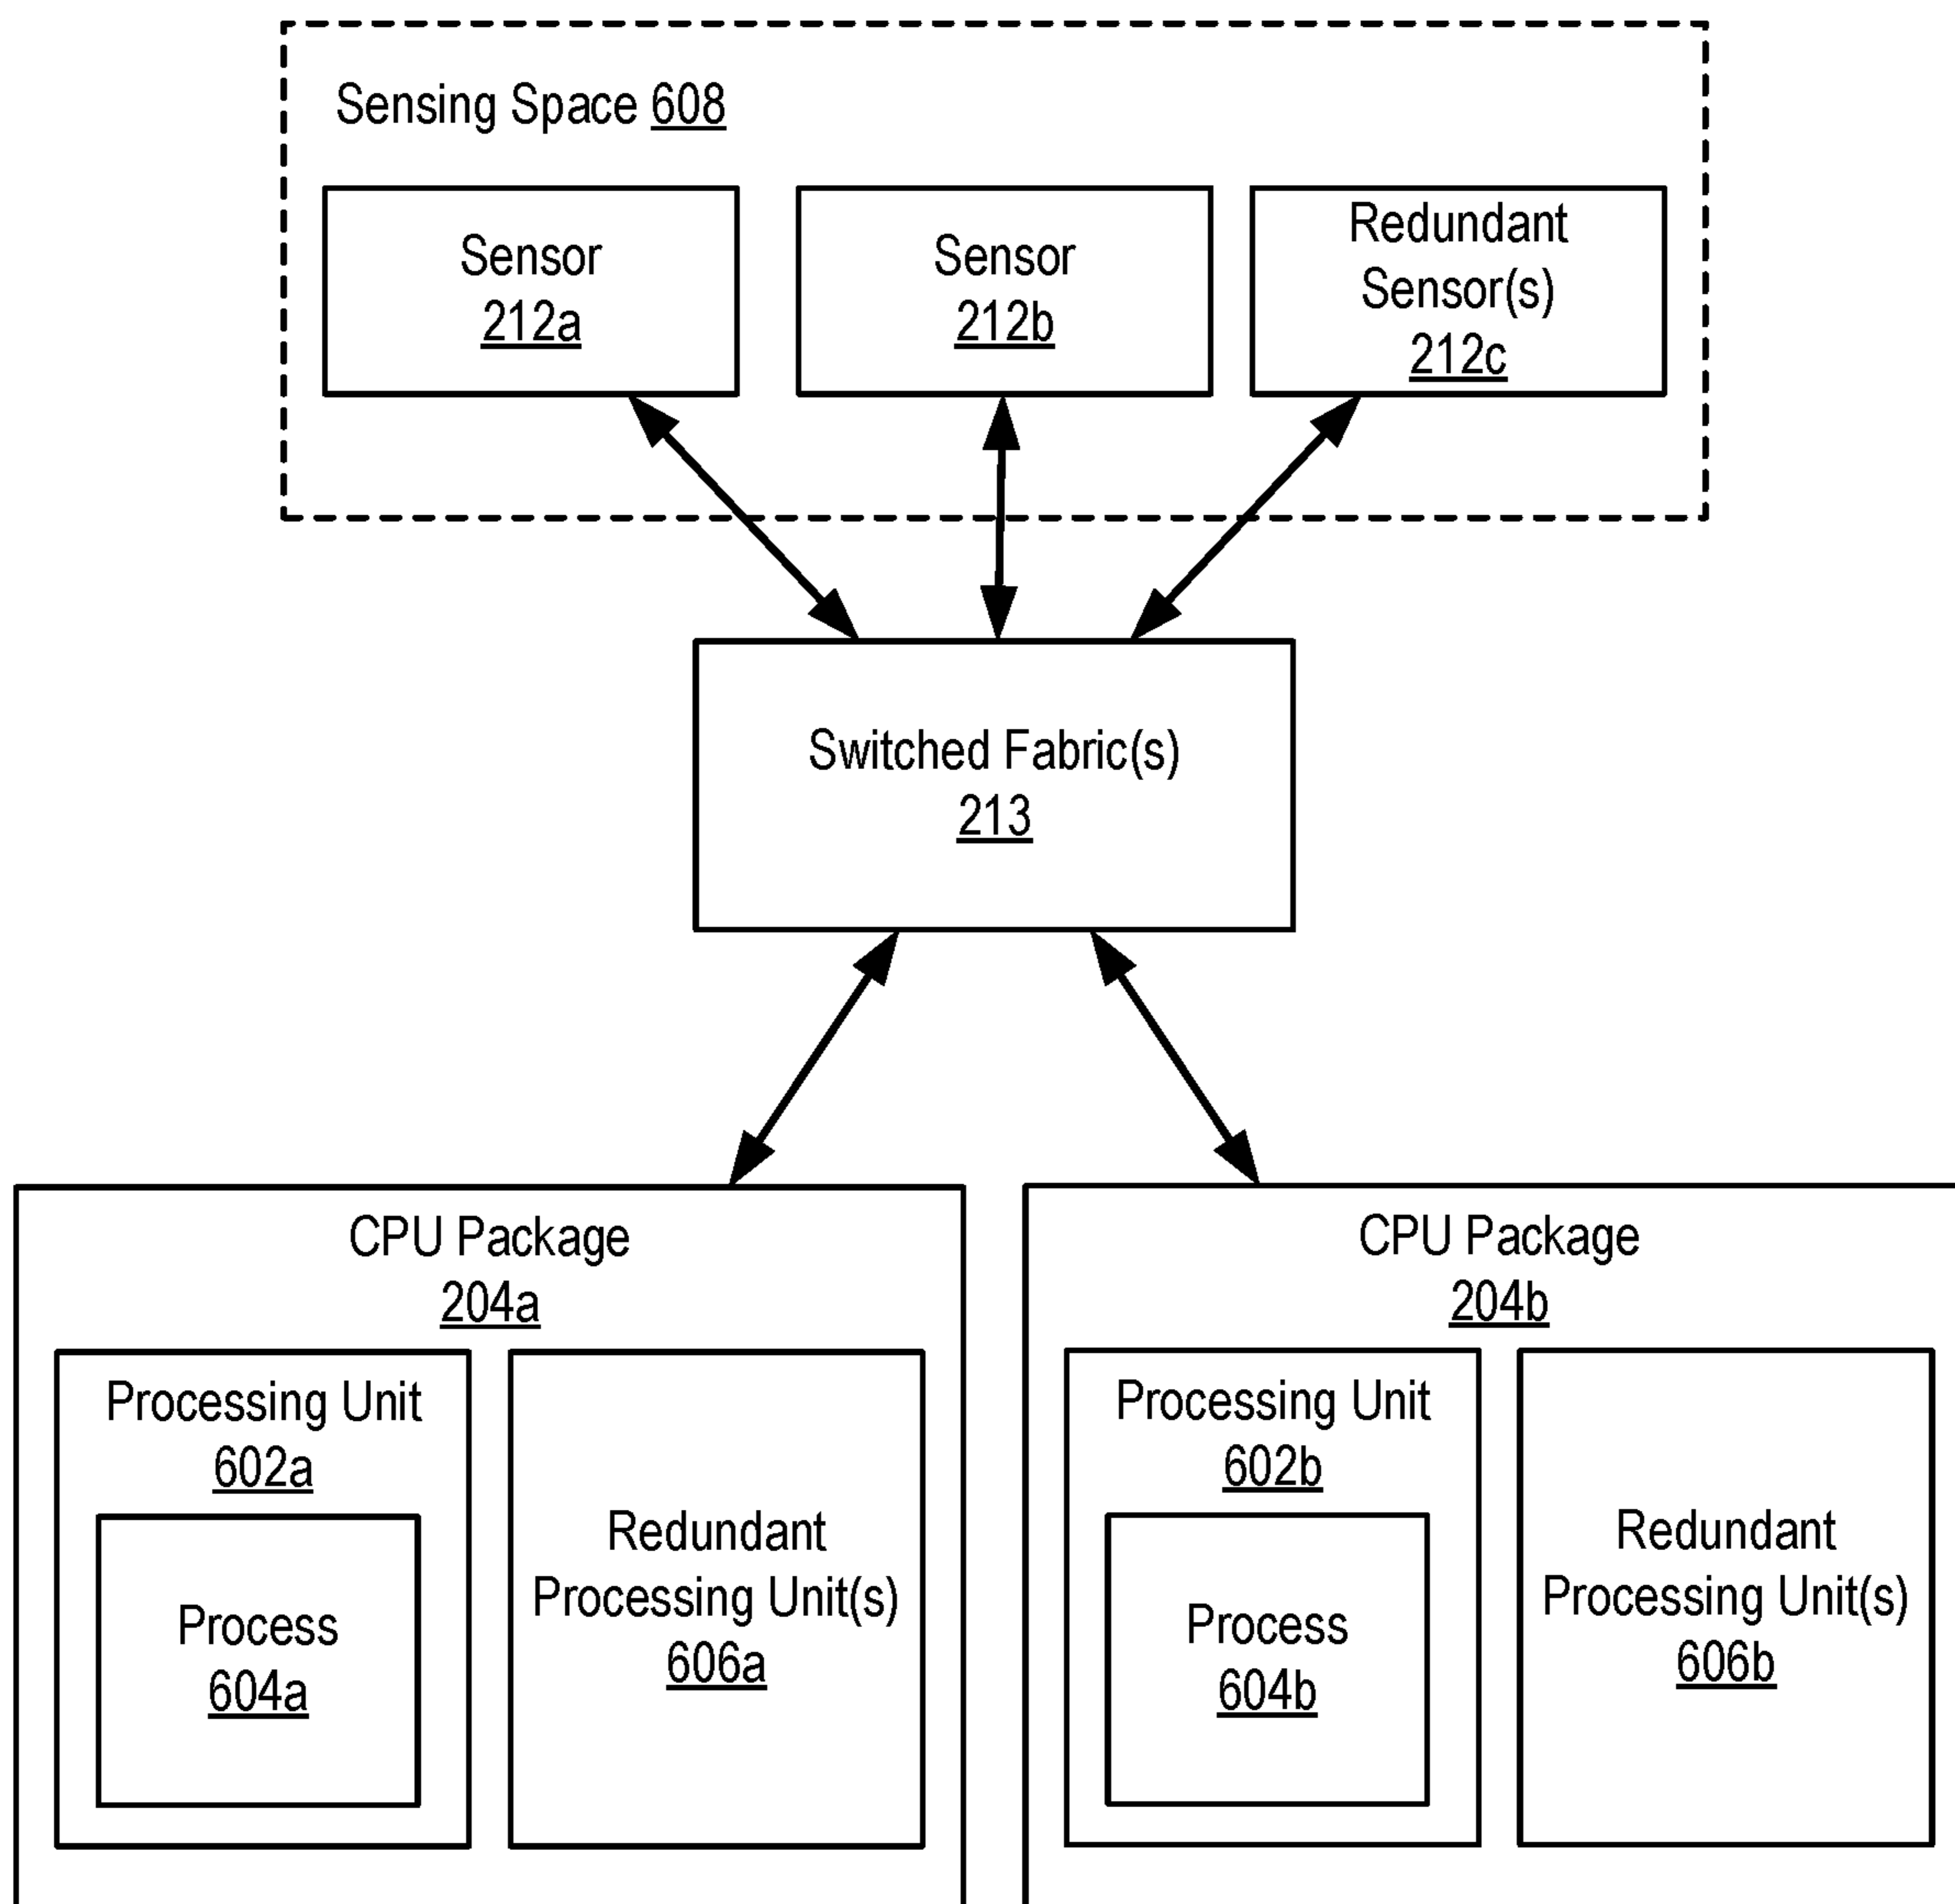 Sensing Space 608
Sensor
212a
Sensor
212b
Redundant
Sensor(s)
212c
Switched Fabric(s)
213
CPU Package
204a
Processing Unit
602a
Process
604a
Redundant
Processing Unit(s)
606a
CPU Package
204b
Processing Unit
602b
Process
604b
Redundant
Processing Unit(s)
606b